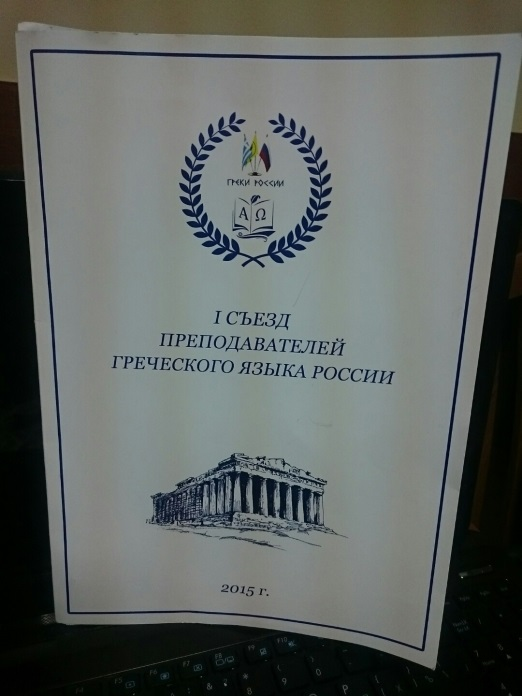 ГРЕКИ РОССИИ
Α Ω
I СЪЕЗД
ПРЕПОДАВАТЕЛЕЙ
ГРЕЧЕСКОГО ЯЗЫКА РОССИИ
2015 г.